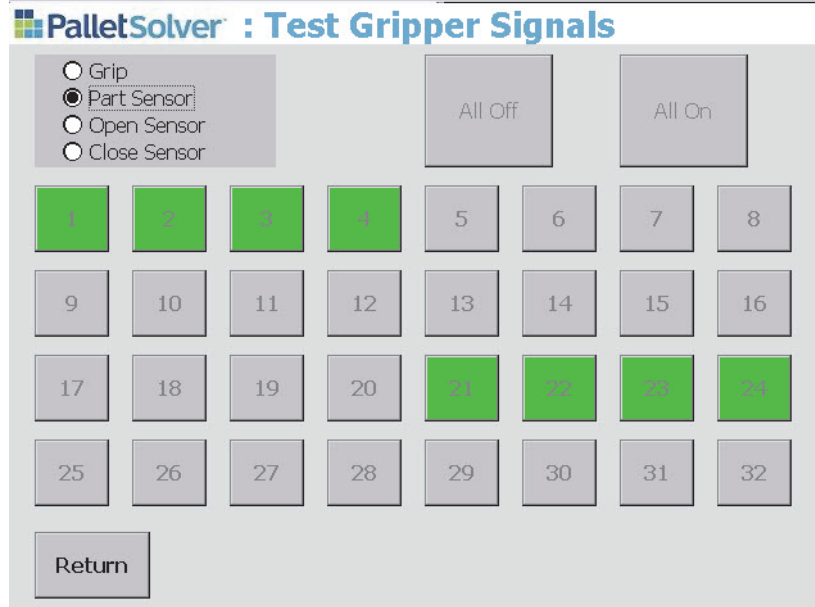 PalletSolver : Test Gripper Signals
Grip
Part Sensor
Open Sensor
Close Sensor
All Off
All On
1 2 3 4 5 6 7 8
9 10 11 12 13 14 15 16
17 18 19 20 21 22 23 24
25 26 27 28 29 30 31 32
Return